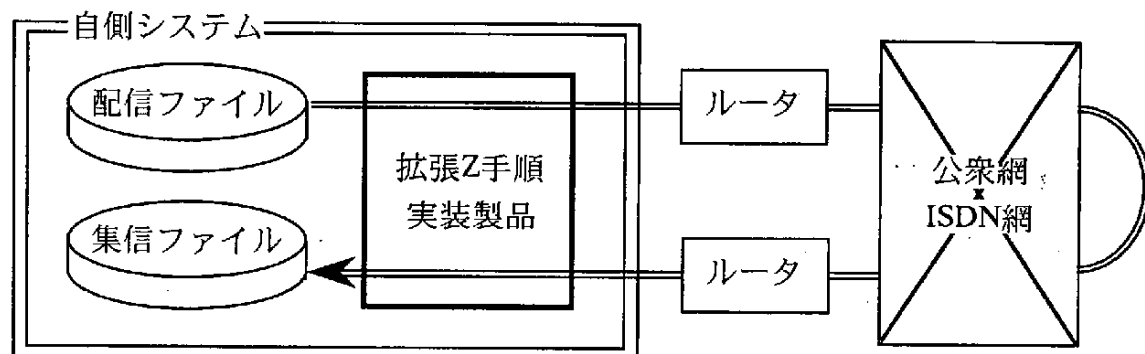 自側システム
配信ファイル
ルータ
拡張Z手順
実装製品
公衆網
ISDN網
集信ファイル
ルータ